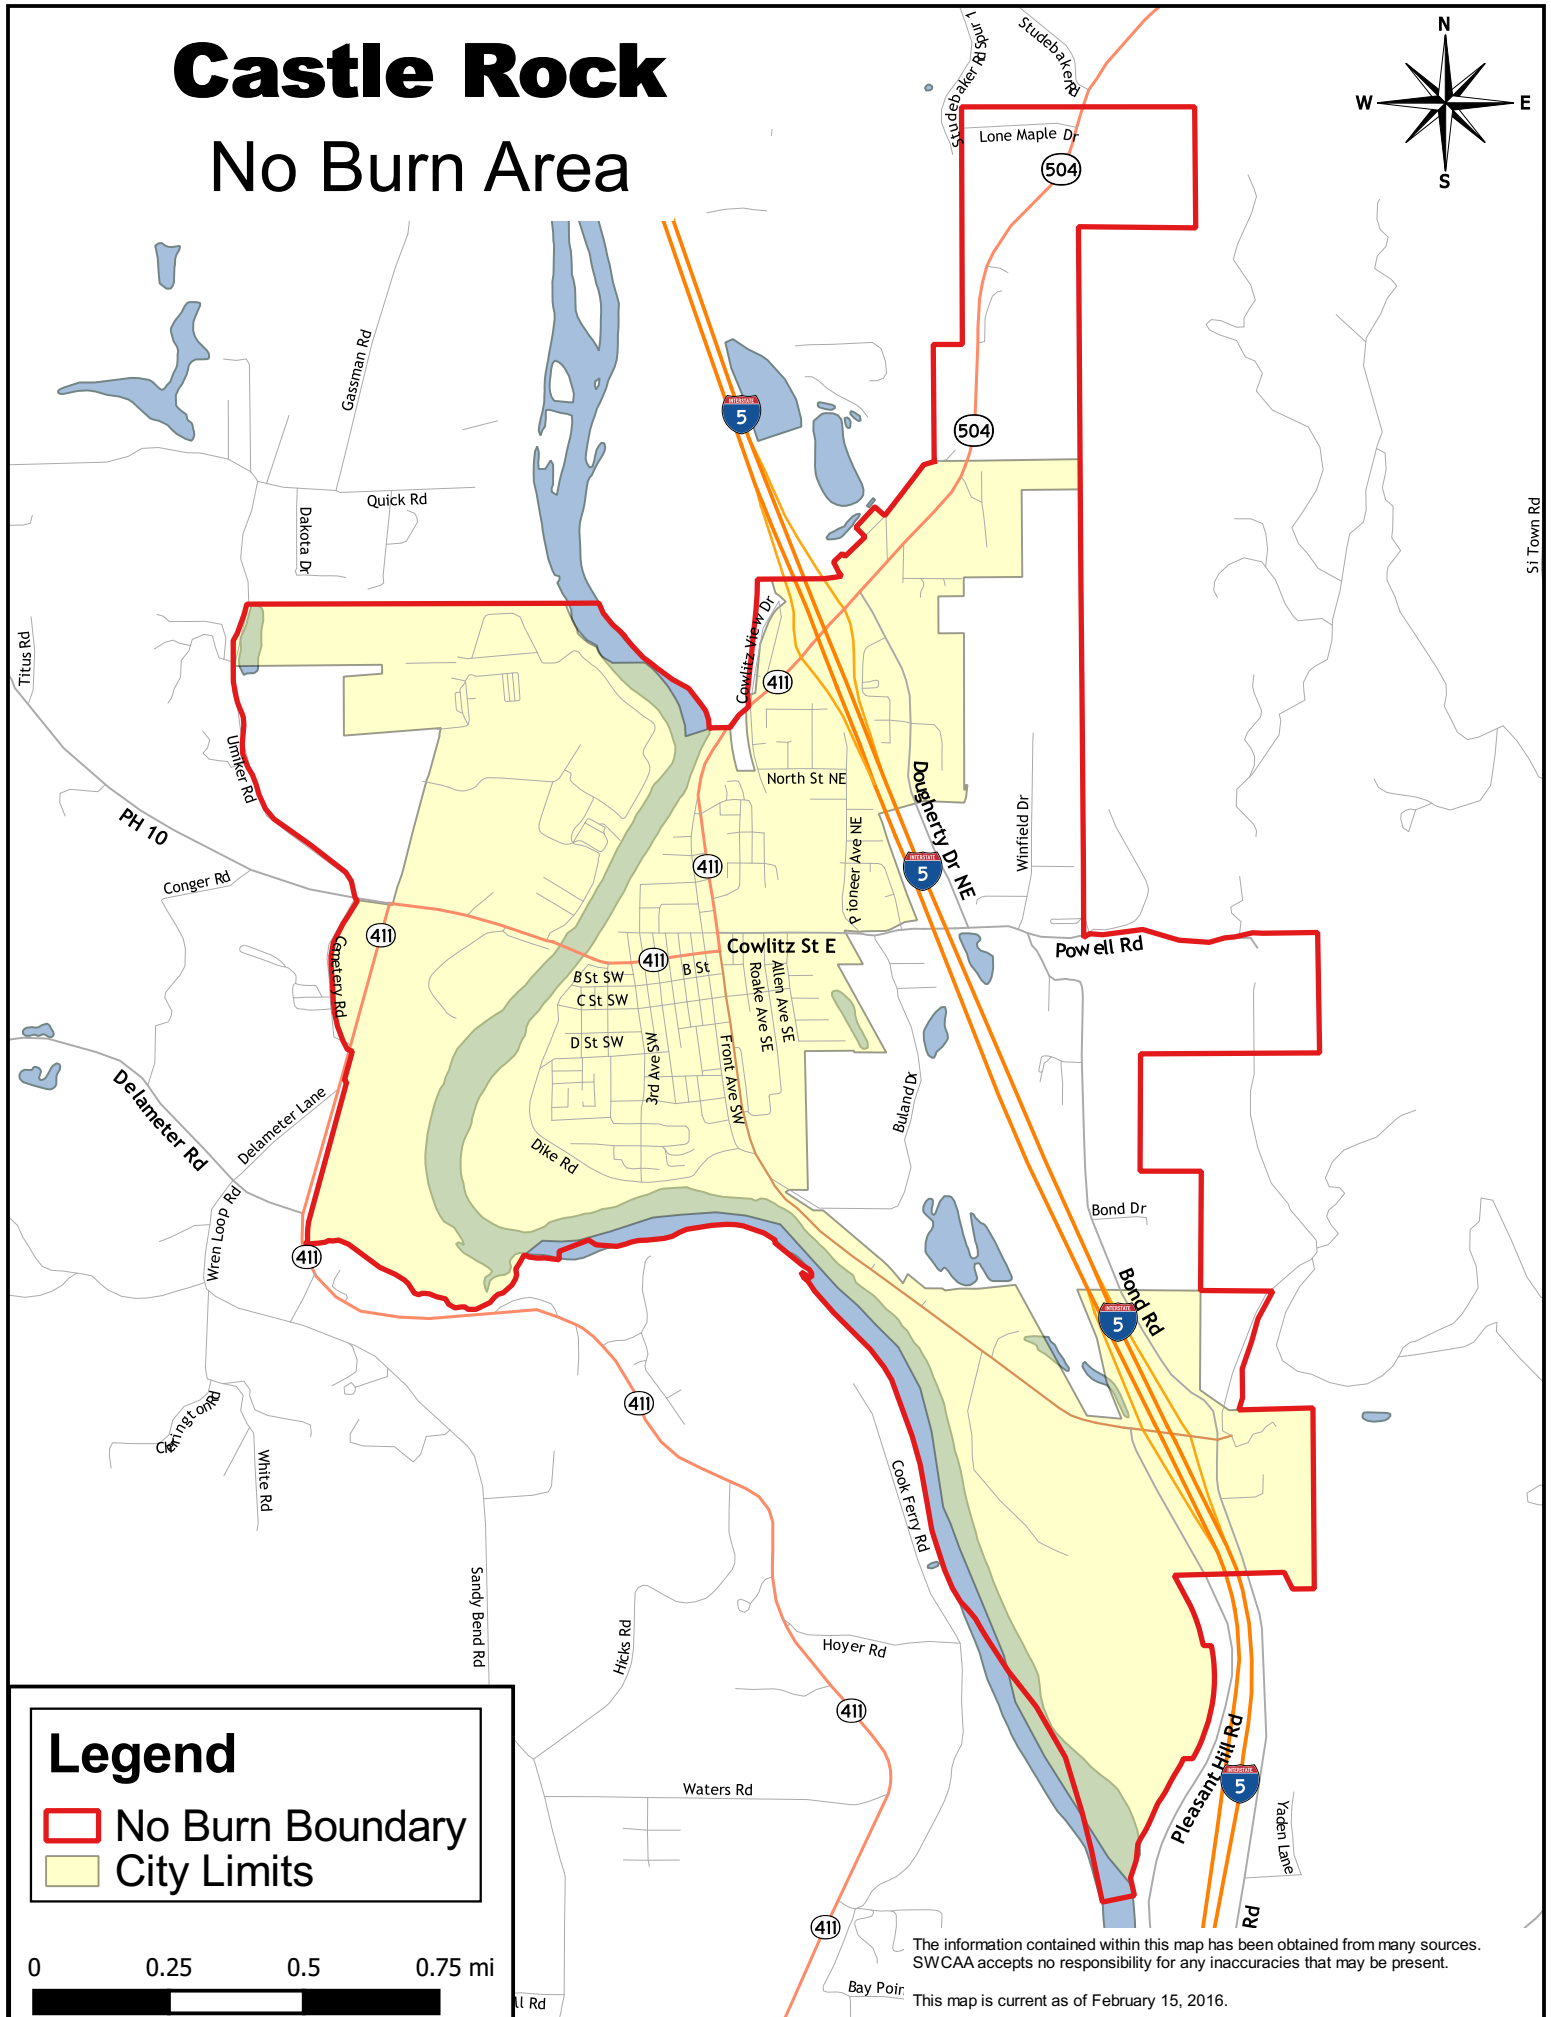 Castle Rock
No Burn Area
N
W
E
S
Studebaker Rd Spur 1
Studebaker Rd
Lone Maple Dr
504
Gassman Rd
INTERSTATE
5
504
Quick Rd
Dakota Dr
Si Town Rd
Titus Rd
Cowlitz View Dr
411
Umiker Rd
North St NE
Dougherty Dr NE
PH 10
Winfield Dr
Pioneer Ave NE
411
INTERSTATE
5
Conger Rd
411
Cemetery Rd
Cowlitz St E
Powell Rd
411
B St SW
B St
Roake Ave SE
Allen Ave SE
C St SW
D St SW
3rd Ave SW
Front Ave SW
Buland Dr
Delameter Rd
Delameter Lane
Dike Rd
Wren Loop Rd
Bond Dr
411
Bond Rd
INTERSTATE
5
411
White Rd
Cook Ferry Rd
Sandy Bend Rd
Hicks Rd
Hoyer Rd
411
Pleasant Hill Rd
INTERSTATE
5
Waters Rd
Yaden Lane
411
Rd
Legend
No Burn Boundary
City Limits
0 0.25 0.5 0.75 mi
ll Rd
Bay Poin
The information contained within this map has been obtained from many sources.
SWCAA accepts no responsibility for any inaccuracies that may be present.
This map is current as of February 15, 2016.